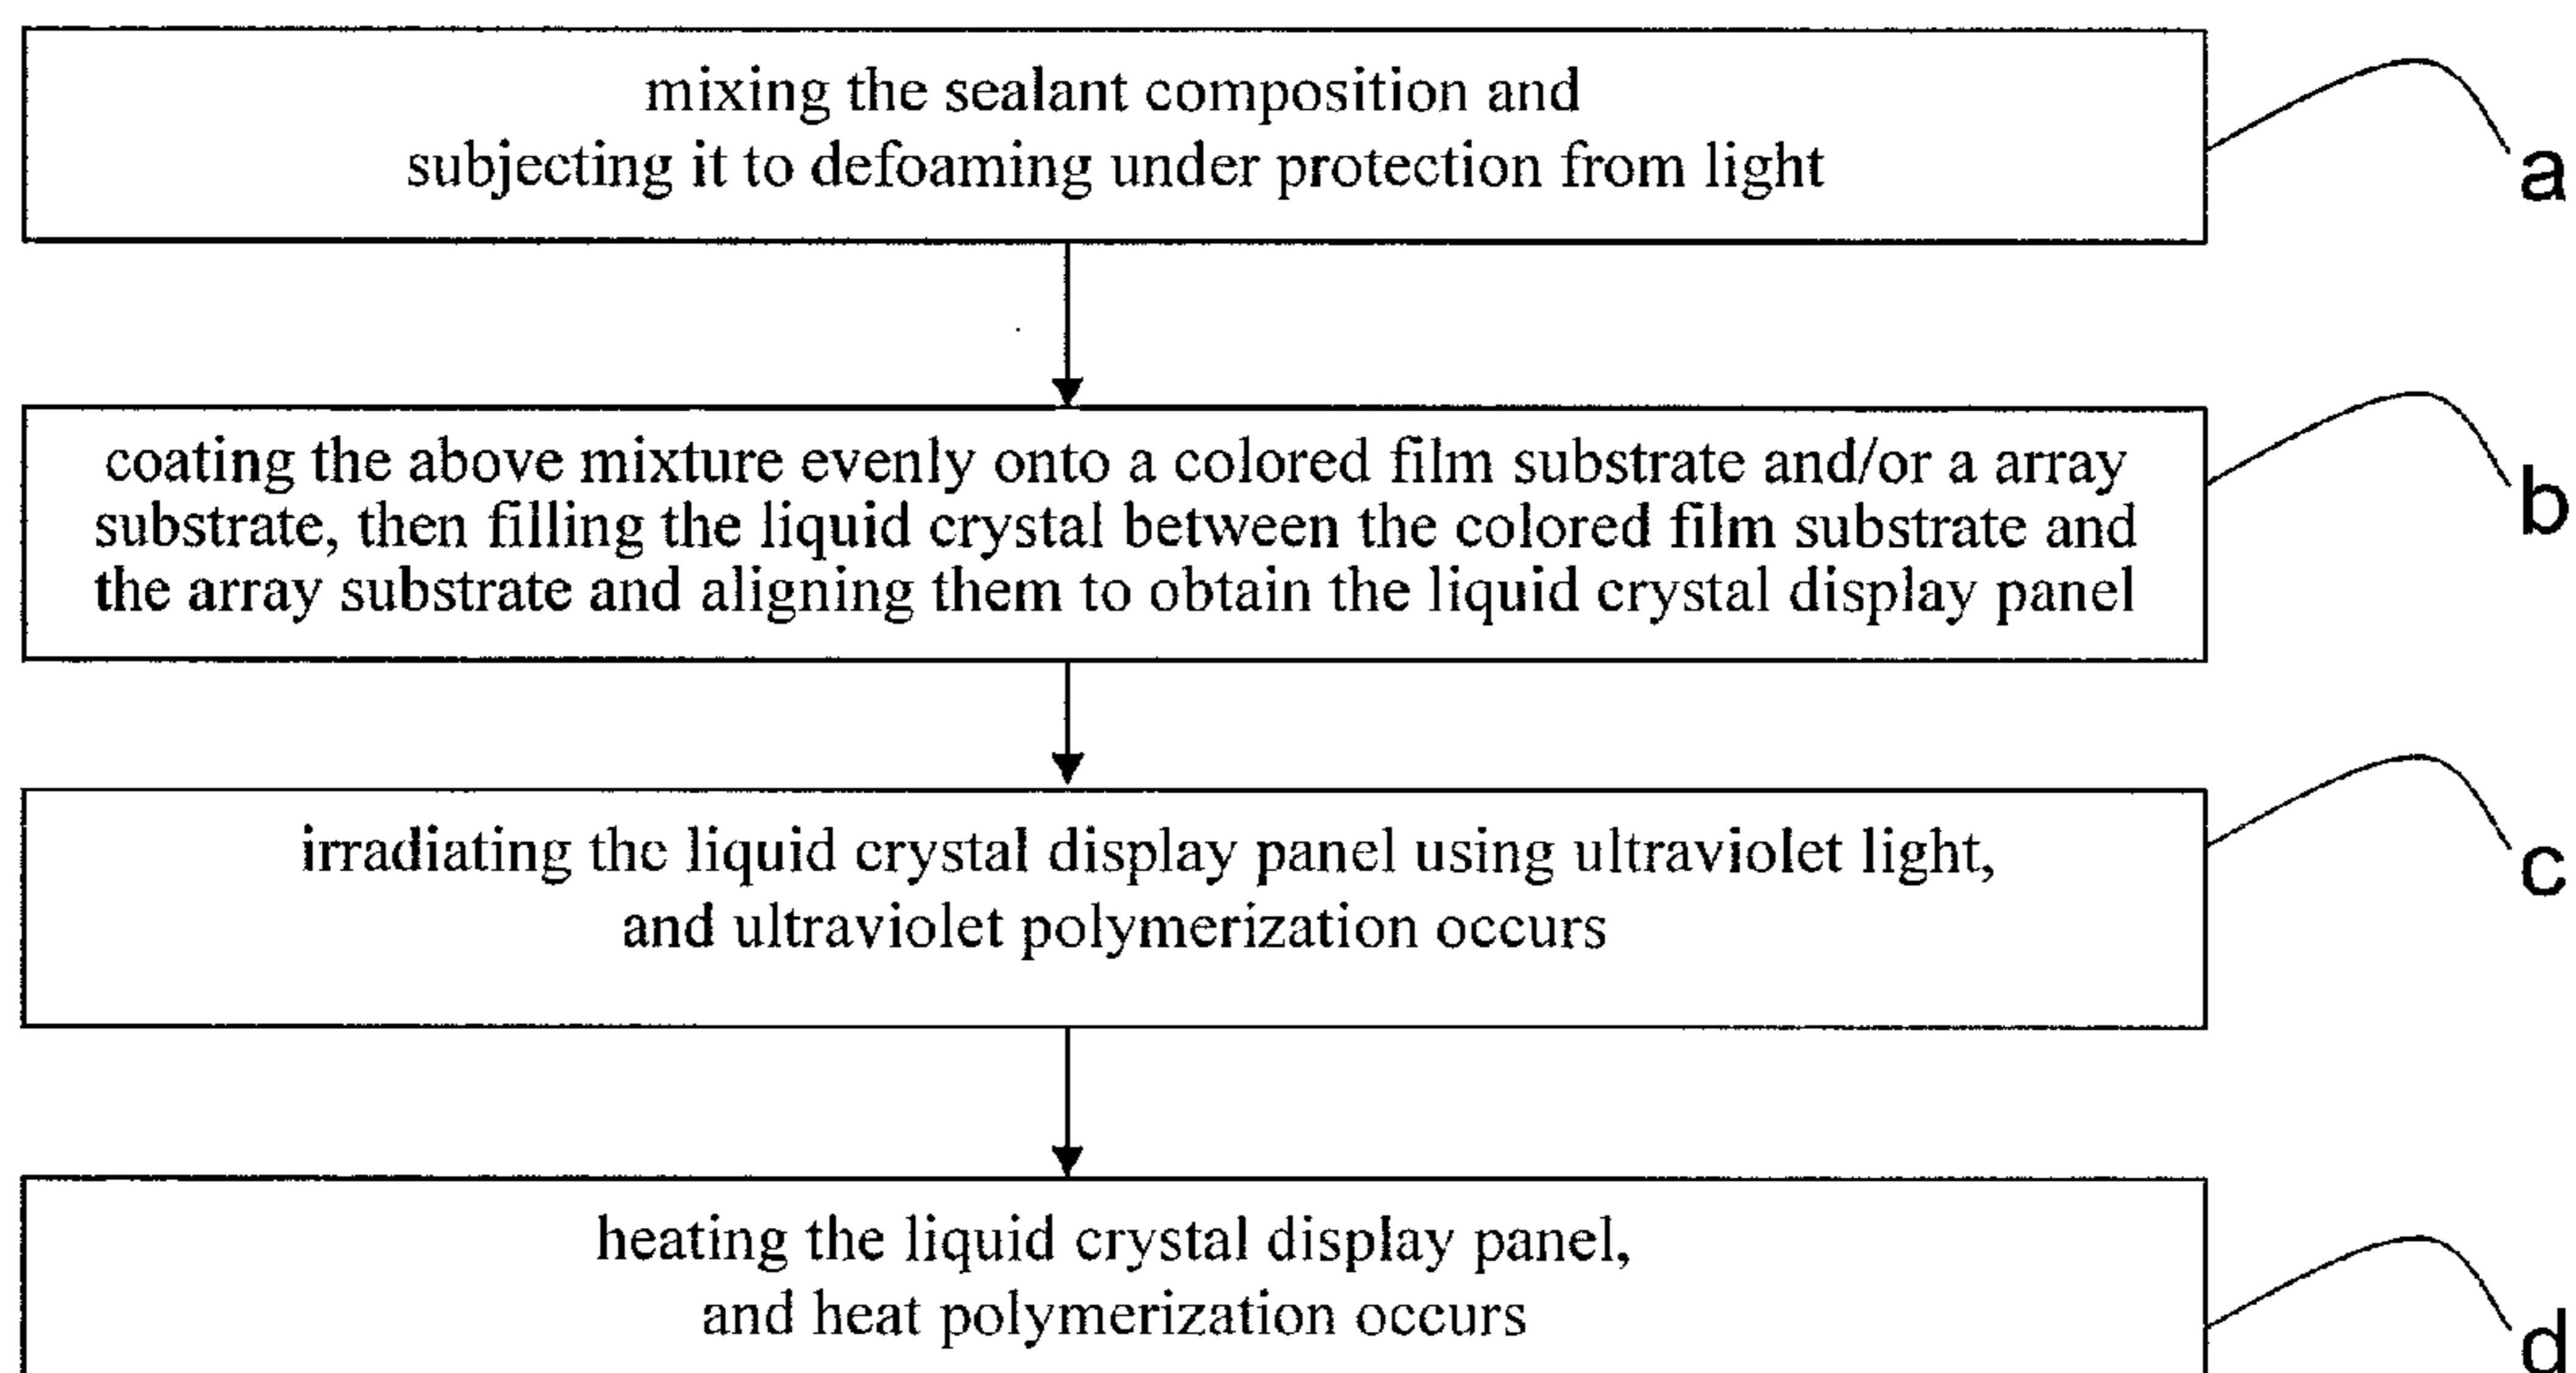 mixing the sealant composition and
subjecting it to defoaming under protection from light
a
coating the above mixture evenly onto a colored film substrate and/or a array
substrate, then filling the liquid crystal between the colored film substrate and
the array substrate and aligning them to obtain the liquid crystal display panel
b
irradiating the liquid crystal display panel using ultraviolet light,
and ultraviolet polymerization occurs
c
heating the liquid crystal display panel,
and heat polymerization occurs
d